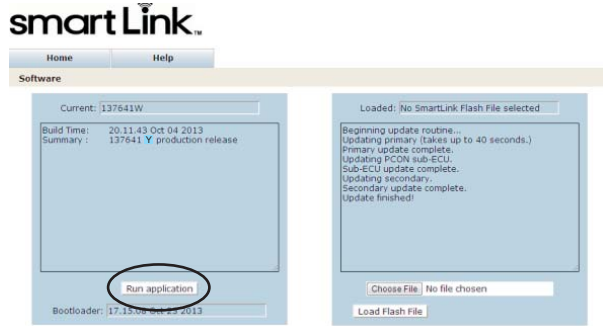 smartLink™
Home Help
Software
Current: 137641W
Build Time: 20.11.43 Oct 04 2013
Summary : 137641 Y production release
Run application
Bootloader: 17.15.08 Oct 23 2013
Loaded: No SmartLink Flash File selected
Beginning update routine...
Updating primary (takes up to 40 seconds.)
Primary update complete.
Updating PCON sub-ECU.
Sub-ECU update complete.
Updating secondary.
Secondary update complete.
Update finished!
Choose File No file chosen
Load Flash File